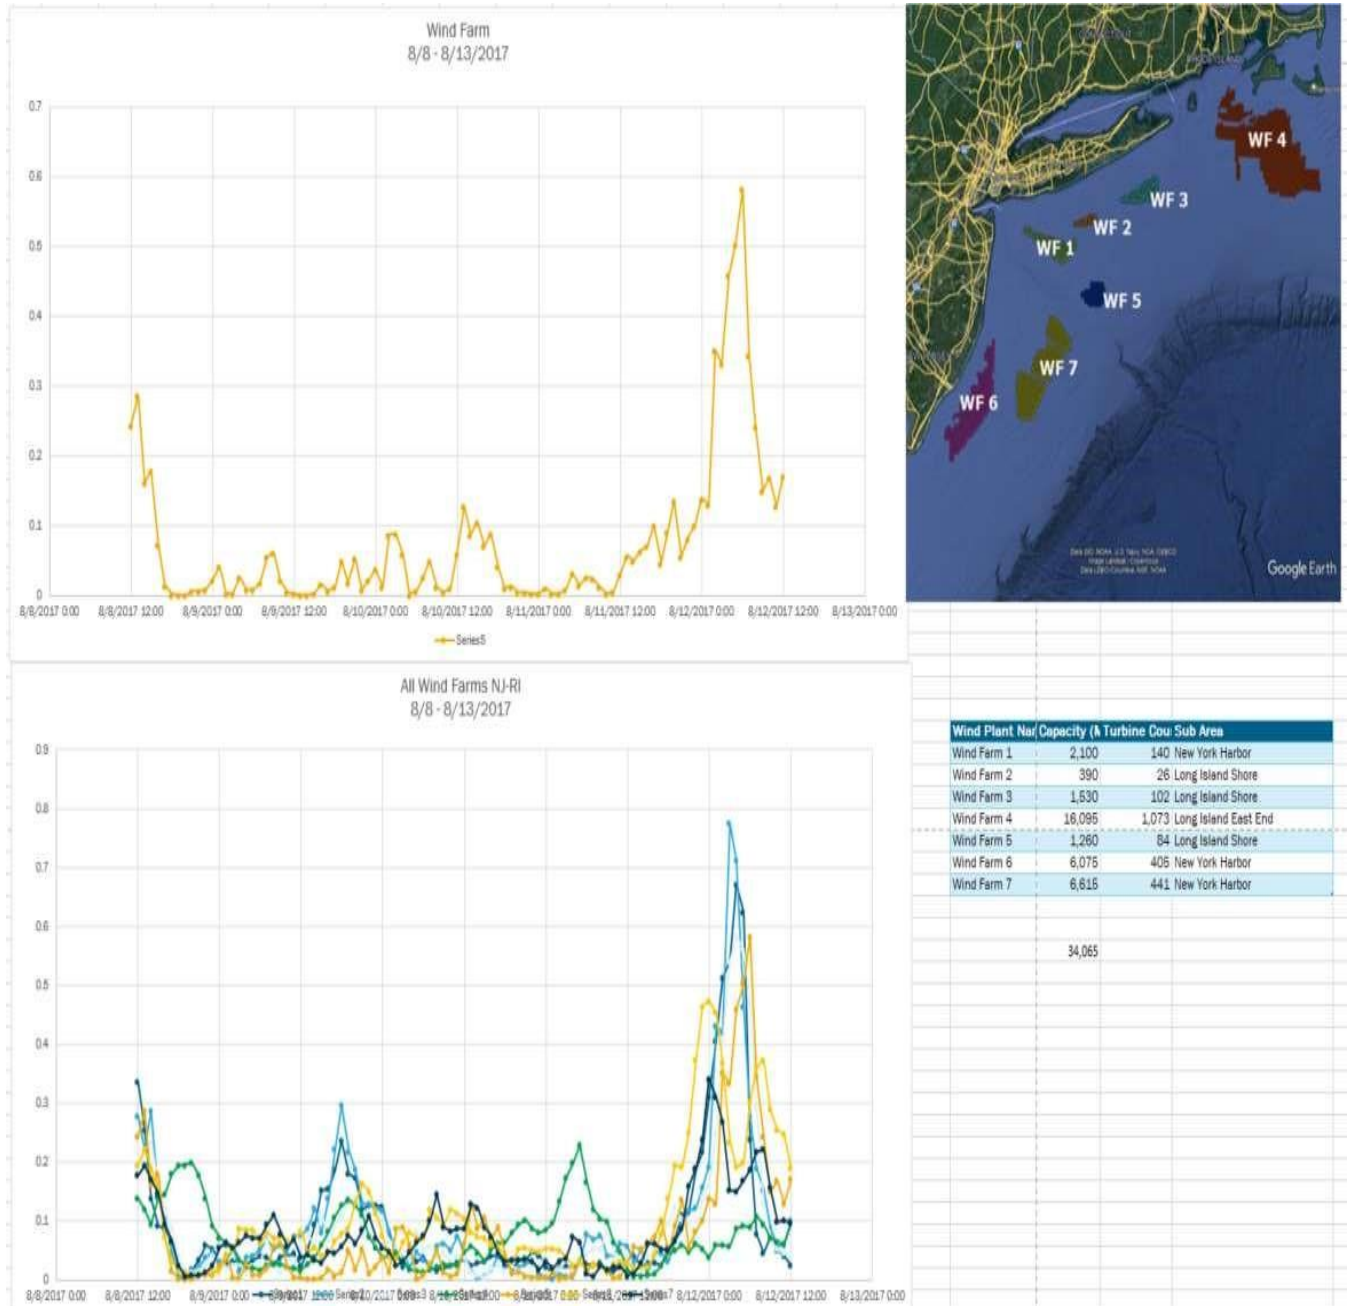 Wind Farm
8/8 - 8/13/2017
0.7
0.6
0.5
0.4
0.3
0.2
0.1
0
8/8/2017 0:00 8/8/2017 12:00 8/9/2017 0:00 8/9/2017 12:00 8/10/2017 0:00 8/10/2017 12:00 8/11/2017 0:00 8/11/2017 12:00 8/12/2017 0:00 8/12/2017 12:00 8/13/2017 0:00
Series5
WF 4
WF 3
WF 2
WF 1
WF 5
WF 7
WF 6
Google Earth
All Wind Farms NJ-RI
8/8 - 8/13/2017
0.9
0.8
0.7
0.6
0.5
0.4
0.3
0.2
0.1
0
8/8/2017 0:00 8/8/2017 12:00 8/9/2017 0:00 8/12/2017 0:00 8/12/2017 12:00 8/13/2017 0:00
Series7
Wind Plant Nar Capacity (M Turbine Cou Sub Area
Wind Farm 1 2,100 140 New York Harbor
Wind Farm 2 390 26 Long Island Shore
Wind Farm 3 1,530 102 Long Island Shore
Wind Farm 4 16,095 1,073 Long Island East End
Wind Farm 5 1,260 84 Long Island Shore
Wind Farm 6 6,075 405 New York Harbor
Wind Farm 7 6,615 441 New York Harbor
34,065